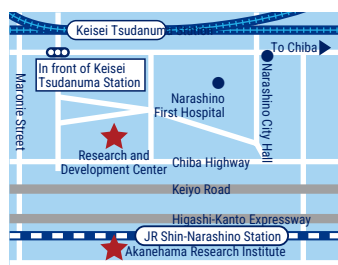 Keisei Tsudanuma Station
To Chiba
In front of Keisei
Tsudanuma Station
Marronie Street
Narashino City Hall
Narashino
First Hospital
Research and
Development Center
Chiba Highway
Keiyo Road
Higashi-Kanto Expressway
JR Shin-Narashino Station
Akanehama Research Institute